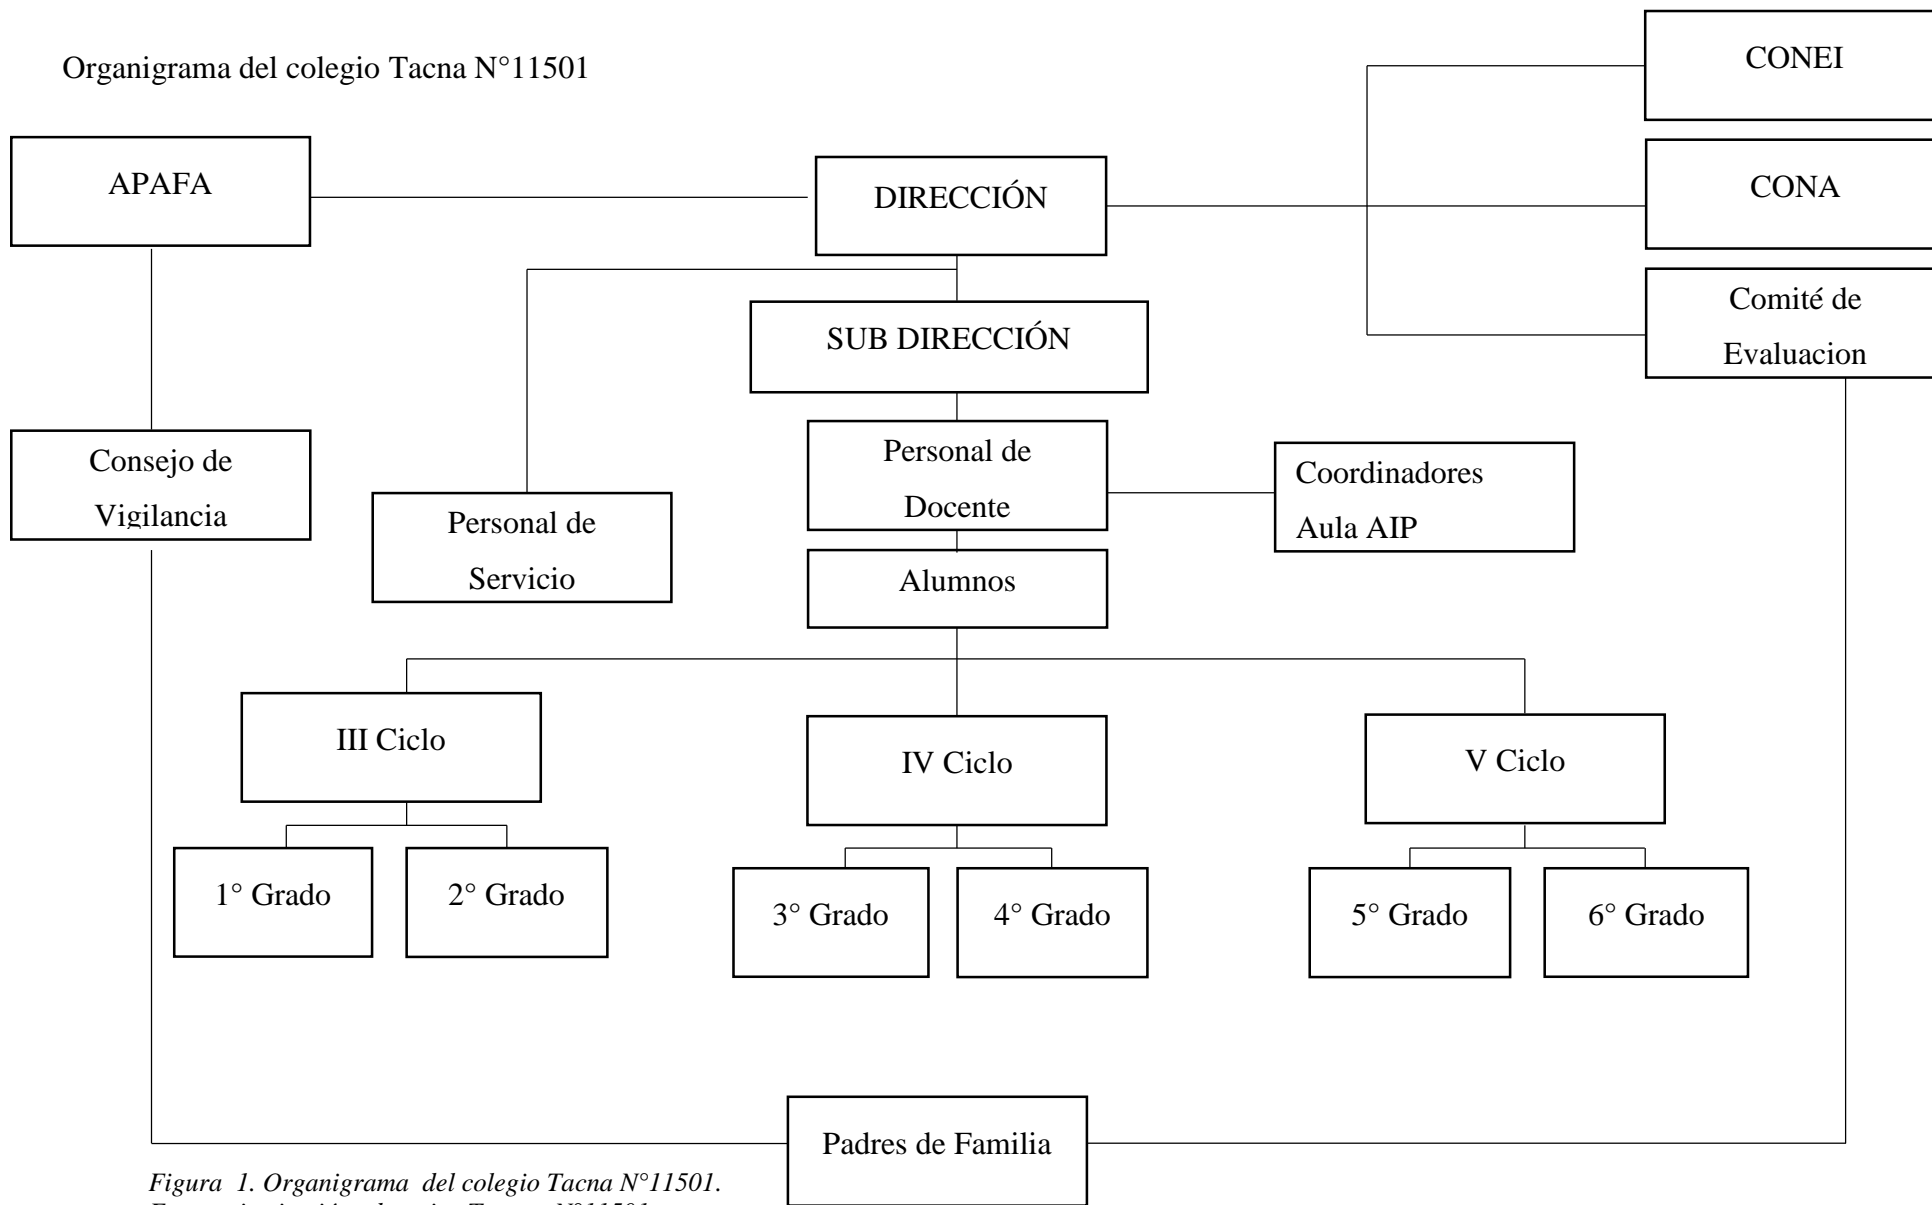 Organigrama del colegio Tacna N°11501
CONEI
APAFA
DIRECCIÓN
CONA
Comité de
Evaluacion
SUB DIRECCIÓN
Consejo de
Vigilancia
Personal de
Docente
Coordinadores
Aula AIP
Personal de
Servicio
Alumnos
III Ciclo
IV Ciclo
V Ciclo
1° Grado
2° Grado
3° Grado
4° Grado
5° Grado
6° Grado
Padres de Familia
Figura 1. Organigrama del colegio Tacna N°11501.